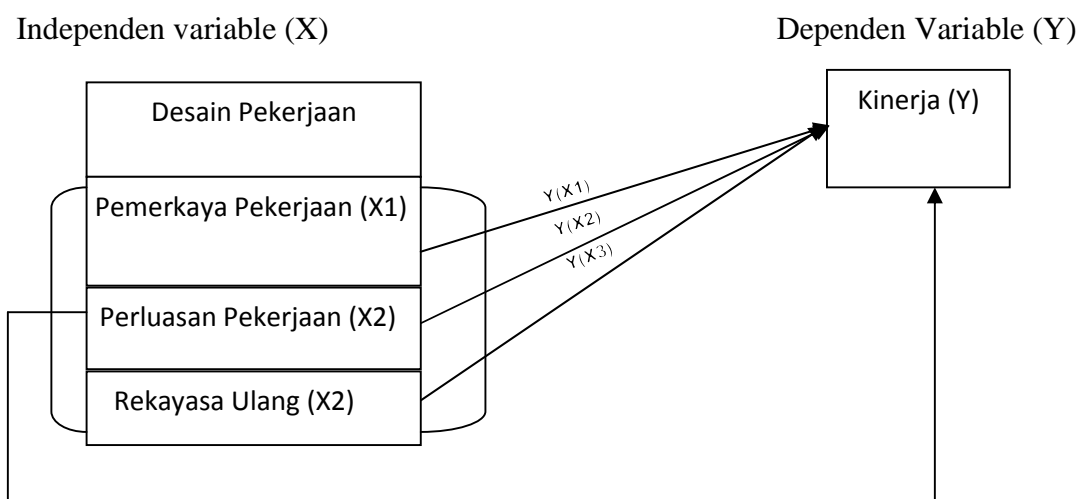 Independen variable (X)
Dependen Variable (Y)
Desain Pekerjaan
Pemerkaya Pekerjaan (X1)
Perluasan Pekerjaan (X2)
Rekayasa Ulang (X2)
Y(X1)
Y(X2)
Y(X3)
Kinerja (Y)